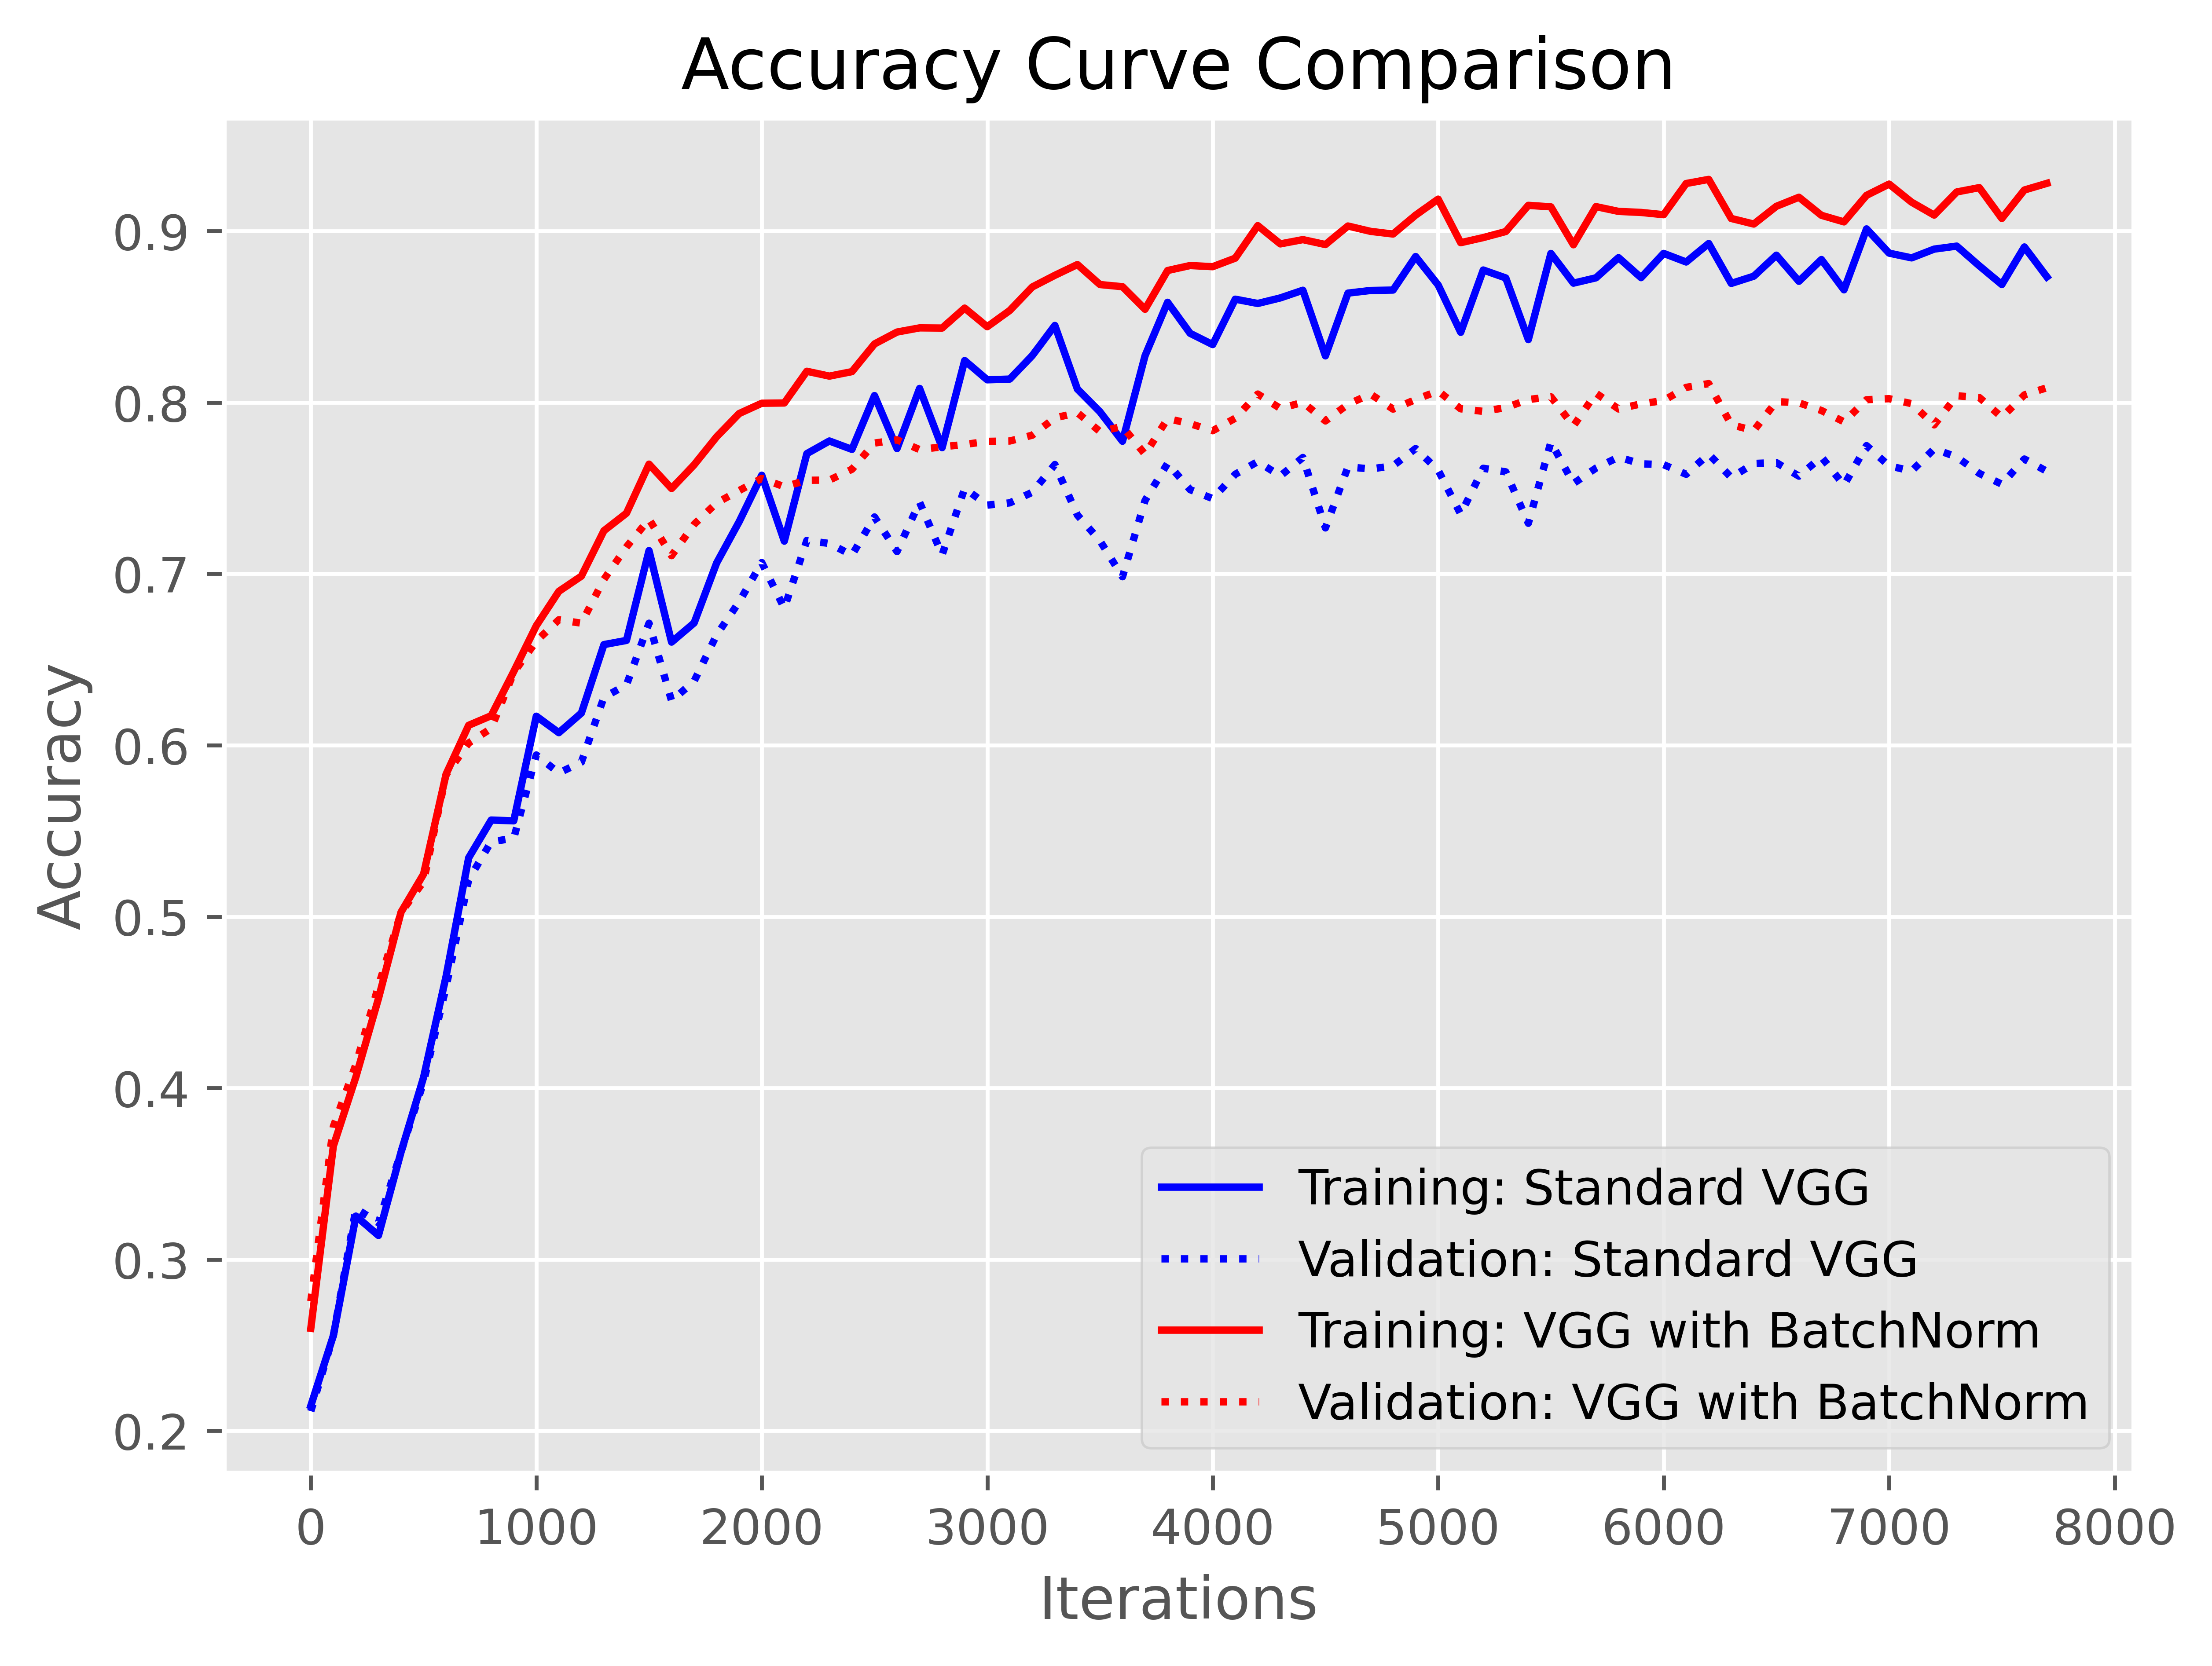 Accuracy Curve Comparison
Accuracy
0.9
0.8
0.7
0.6
0.5
0.4
0.3
0.2
Training: Standard VGG
Validation: Standard VGG
Training: VGG with BatchNorm
Validation: VGG with BatchNorm
0 1000 2000 3000 4000 5000 6000 7000 8000
Iterations